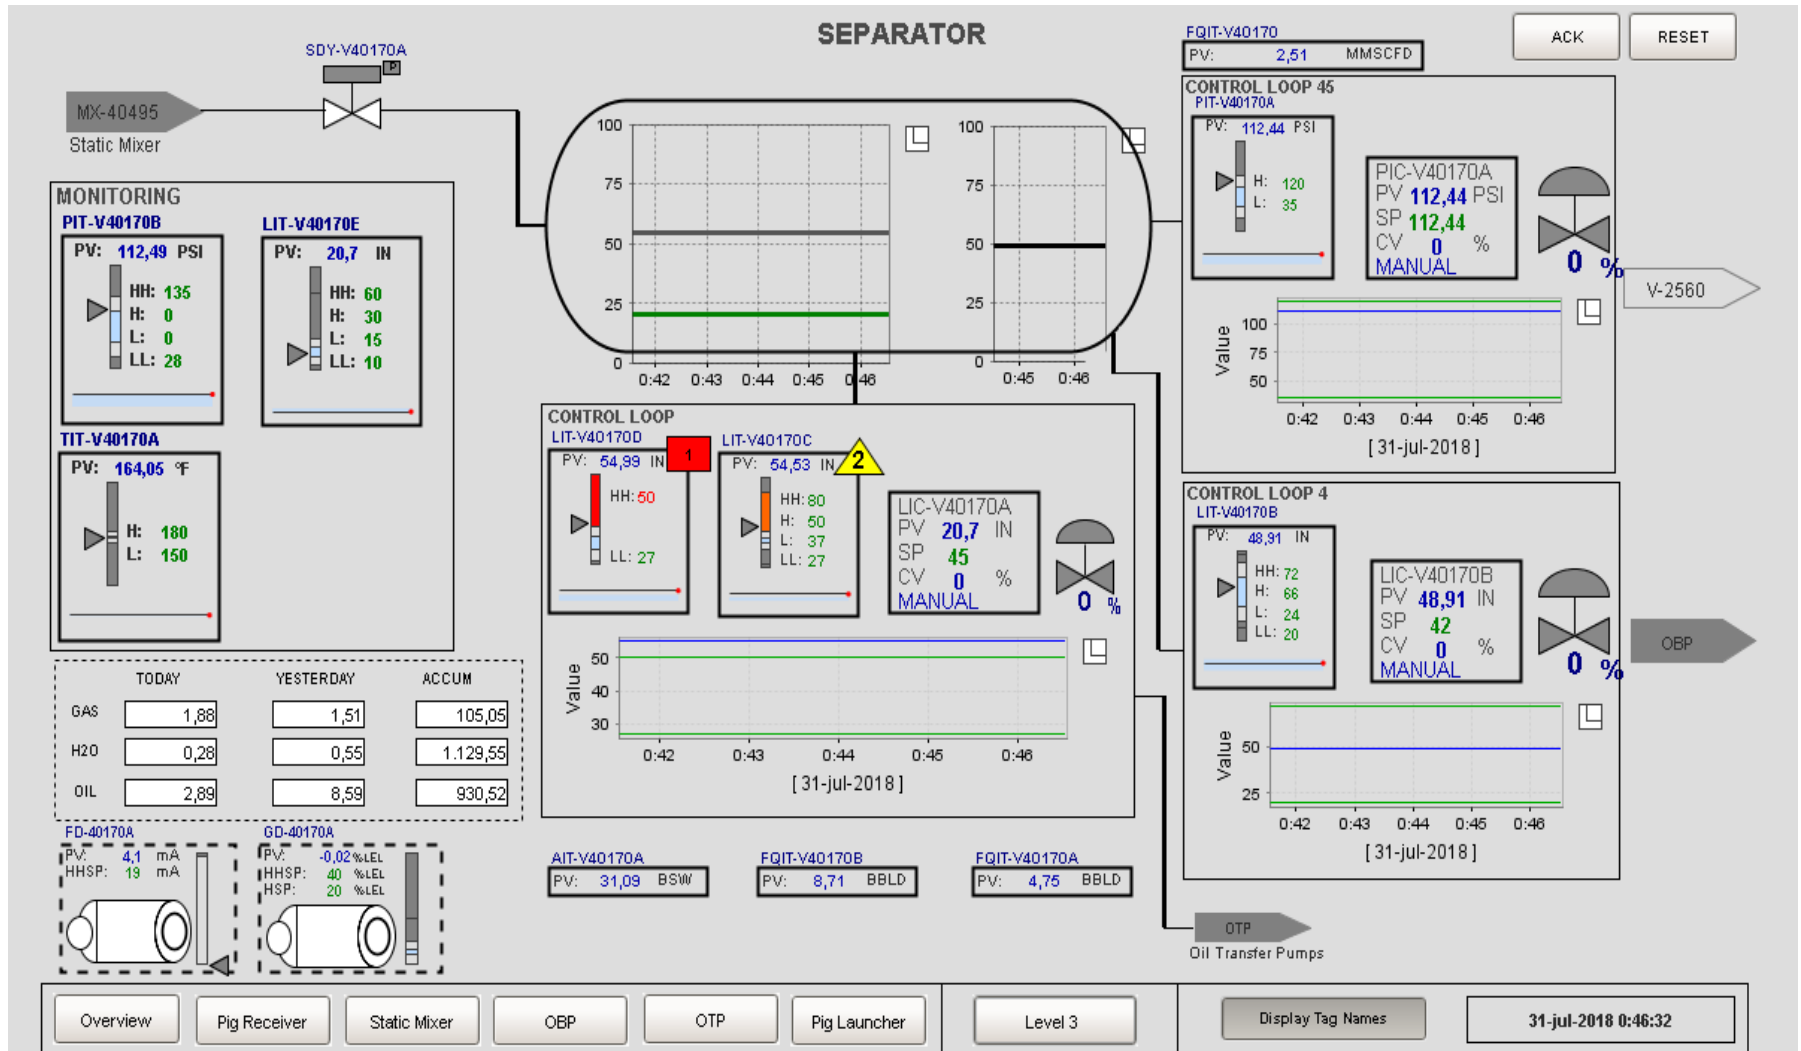 SEPARATOR
SDY-V40170A
P
MX-40495
Static Mixer
FQIT-V40170
PV: 2,51 MMSCFD
ACK
RESET
MONITORING
PIT-V40170B
PV: 112,49 PSI
HH: 135
H: 0
L: 0
LL: 28
LIT-V40170E
PV: 20,7 IN
HH: 60
H: 30
L: 15
LL: 10
TIT-V40170A
PV: 164,05 ºF
H: 180
L: 150
100
75
50
25
0
0:42 0:43 0:44 0:45 0:46
100
75
50
25
0
0:45 0:46
CONTROL LOOP 45
PIT-V40170A
PV: 112,44 PSI
H: 120
L: 35
PIC-V40170A
PV 112,44 PSI
SP 112,44
CV 0 %
MANUAL
0 %
V-2560
Value
100
75
50
0:42 0:43 0:44 0:45 0:46
[ 31-jul-2018 ]
CONTROL LOOP
LIT-V40170D
PV: 54,99 IN
1
HH: 50
LL: 27
LIT-V40170C
PV: 54,53 IN
2
HH: 80
H: 50
L: 37
LL: 27
LIC-V40170A
PV 20,7 IN
SP 45
CV 0 %
MANUAL
0 %
Value
50
40
30
0:42 0:43 0:44 0:45 0:46
[ 31-jul-2018 ]
CONTROL LOOP 4
LIT-V40170B
PV: 48,91 IN
HH: 72
H: 66
L: 24
LL: 20
LIC-V40170B
PV 48,91 IN
SP 42
CV 0 %
MANUAL
0 %
OBP
Value
50
25
0:42 0:43 0:44 0:45 0:46
[ 31-jul-2018 ]
TODAY YESTERDAY ACCUM
GAS 1,88 1,51 105,05
H2O 0,28 0,55 1.129,55
OIL 2,89 8,59 930,52
FD-40170A
PV: 4,1 mA
HHSP: 19 mA
GD-40170A
PV: -0,02 %LEL
HHSP: 40 %LEL
HSP: 20 %LEL
AIT-V40170A
PV: 31,09 BSW
FQIT-V40170B
PV: 8,71 BBLD
FQIT-V40170A
PV: 4,75 BBLD
OTP
Oil Transfer Pumps
Overview
Pig Receiver
Static Mixer
OBP
OTP
Pig Launcher
Level 3
Display Tag Names
31-jul-2018 0:46:32